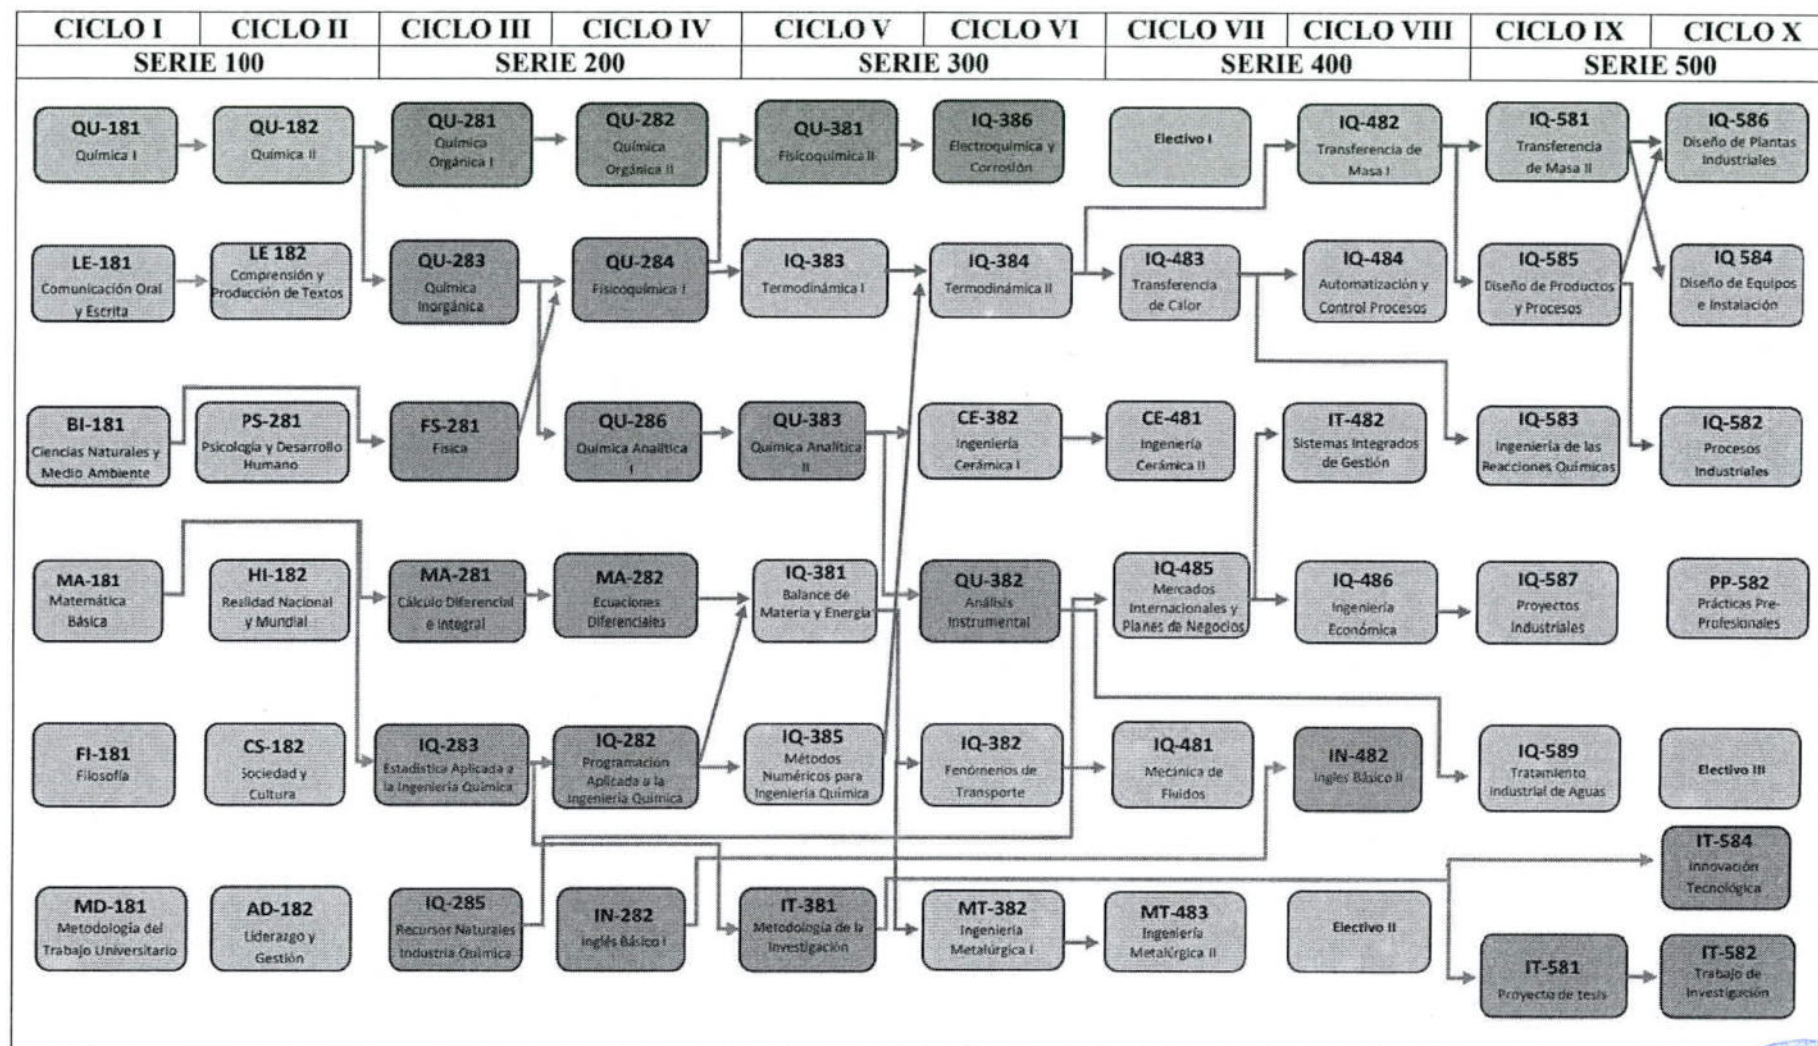 CICLO I
CICLO II
CICLO III
CICLO IV
CICLO V
CICLO VI
CICLO VII
CICLO VIII
CICLO IX
CICLO X
SERIE 100
SERIE 200
SERIE 300
SERIE 400
SERIE 500
QU-181
Química I
QU-182
Química II
QU-281
Química
Orgánica I
QU-282
Química
Orgánica II
QU-381
Fisicoquímica II
IQ-386
Electroquímica y
Corrosión
Electivo I
IQ-482
Transferencia de
Masa I
IQ-581
Transferencia
de Masa II
IQ-586
Diseño de Plantas
Industriales
LE-181
Comunicación Oral
y Escrita
LE 182
Comprensión y
Producción de Textos
QU-283
Química
Inorgánica
QU-284
Fisicoquímica I
IQ-383
Termodinámica I
IQ-384
Termodinámica II
IQ-483
Transferencia
de Calor
IQ-484
Automatización y
Control Procesos
IQ-585
Diseño de Productos
y Procesos
IQ 584
Diseño de Equipos
e Instalación
BI-181
Ciencias Naturales y
Medio Ambiente
PS-281
Psicología y Desarrollo
Humano
FS-281
Física
QU-286
Química Analítica
I
QU-383
Química Analítica
II
CE-382
Ingeniería
Cerámica I
CE-481
Ingeniería
Cerámica II
IT-482
Sistemas Integrados
de Gestión
IQ-583
Ingeniería de las
Reacciones Químicas
IQ-582
Procesos
Industriales
MA-181
Matemática
Básica
HI-182
Realidad Nacional
y Mundial
MA-281
Cálculo Diferencial
e Integral
MA-282
Ecuaciones
Diferenciales
IQ-381
Balance de
Materia y Energía
QU-382
Análisis
Instrumental
IQ-485
Mercados
Internacionales y
Planes de Negocios
IQ-486
Ingeniería
Económica
IQ-587
Proyectos
Industriales
PP-582
Prácticas Pre-
Profesionales
FI-181
Filosofía
CS-182
Sociedad y
Cultura
IQ-283
Estadística Aplicada a
la Ingeniería Química
IQ-282
Programación
Aplicada a la
Ingeniería Química
IQ-385
Métodos
Numéricos para
Ingeniería Química
IQ-382
Fenómenos de
Transporte
IQ-481
Mecánica de
Fluidos
IN-482
Ingles Básico II
IQ-589
Tratamiento
Industrial de Aguas
Electivo III
MD-181
Metodología del
Trabajo Universitario
AD-182
Liderazgo y
Gestión
IQ-285
Recursos Naturales
Industria Química
IN-282
Inglés Básico I
IT-381
Metodología de la
Investigación
MT-382
Ingeniería
Metalúrgica I
MT-483
Ingeniería
Metalúrgica II
Electivo II
IT-584
Innovación
Tecnológica
IT-581
Proyecto de tesis
IT-582
Trabajo de
Investigación